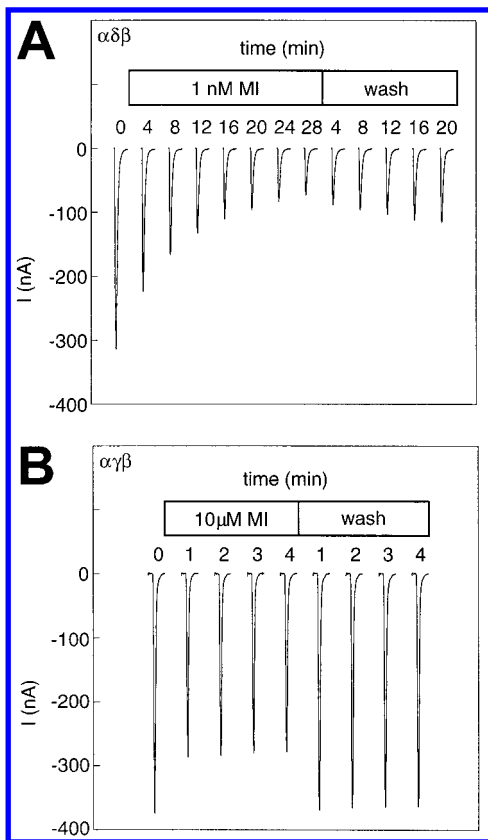 A
αδβ
time (min)
1 nM MI wash
0 4 8 12 16 20 24 28 4 8 12 16 20
0
-100
-200
-300
-400
I (nA)
B
αγβ
time (min)
10μM MI wash
0 1 2 3 4 1 2 3 4
0
-100
-200
-300
-400
I (nA)